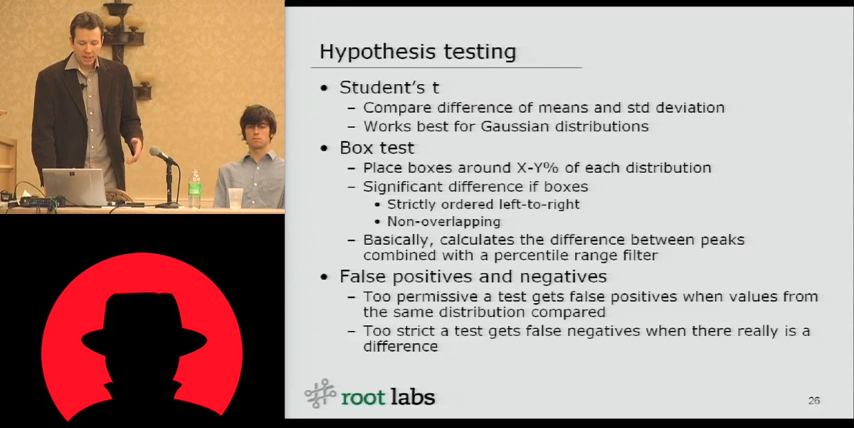 Hypothesis testing
• Student's t
– Compare difference of means and std deviation
– Works best for Gaussian distributions
• Box test
– Place boxes around X-Y% of each distribution
– Significant difference if boxes
• Strictly ordered left-to-right
• Non-overlapping
– Basically, calculates the difference between peaks
combined with a percentile range filter
• False positives and negatives
– Too permissive a test gets false positives when values from
the same distribution compared
– Too strict a test gets false negatives when there really is a
difference
root labs
26